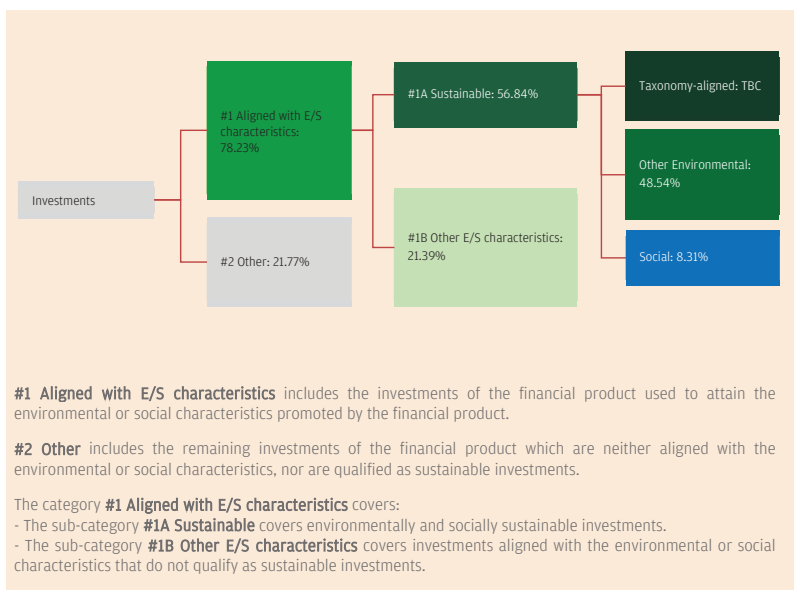 Investments
#1 Aligned with E/S
characteristics:
78.23%
#2 Other: 21.77%
#1A Sustainable: 56.84%
#1B Other E/S characteristics:
21.39%
Taxonomy-aligned: TBC
Other Environmental:
48.54%
Social: 8.31%
#1 Aligned with E/S characteristics includes the investments of the financial product used to attain the
environmental or social characteristics promoted by the financial product.
#2 Other includes the remaining investments of the financial product which are neither aligned with the
environmental or social characteristics, nor are qualified as sustainable investments.
The category #1 Aligned with E/S characteristics covers:
- The sub-category #1A Sustainable covers environmentally and socially sustainable investments.
- The sub-category #1B Other E/S characteristics covers investments aligned with the environmental or social
characteristics that do not qualify as sustainable investments.